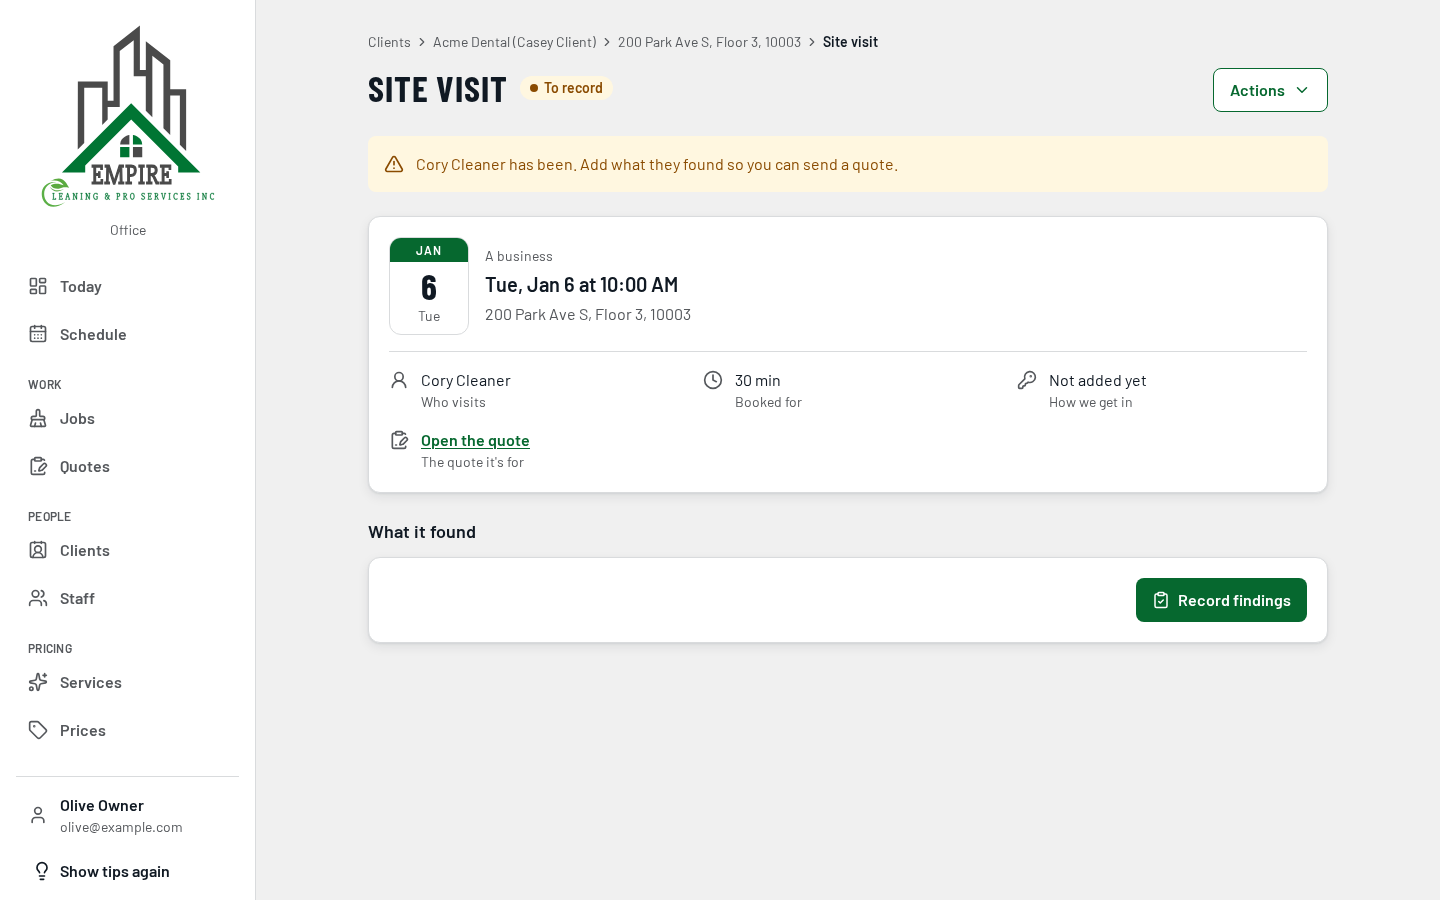 EMPIRE
LEANING & PRO SERVICES INC
Office
Today
Schedule
WORK
Jobs
Quotes
PEOPLE
Clients
Staff
PRICING
Services
Prices
Olive Owner
olive@example.com
Show tips again
Clients > Acme Dental (Casey Client) > 200 Park Ave S, Floor 3, 10003 > Site visit
SITE VISIT
To record
Actions
Cory Cleaner has been. Add what they found so you can send a quote.
JAN
6
Tue
A business
Tue, Jan 6 at 10:00 AM
200 Park Ave S, Floor 3, 10003
Cory Cleaner
Who visits
30 min
Booked for
Not added yet
How we get in
Open the quote
The quote it's for
What it found
Record findings